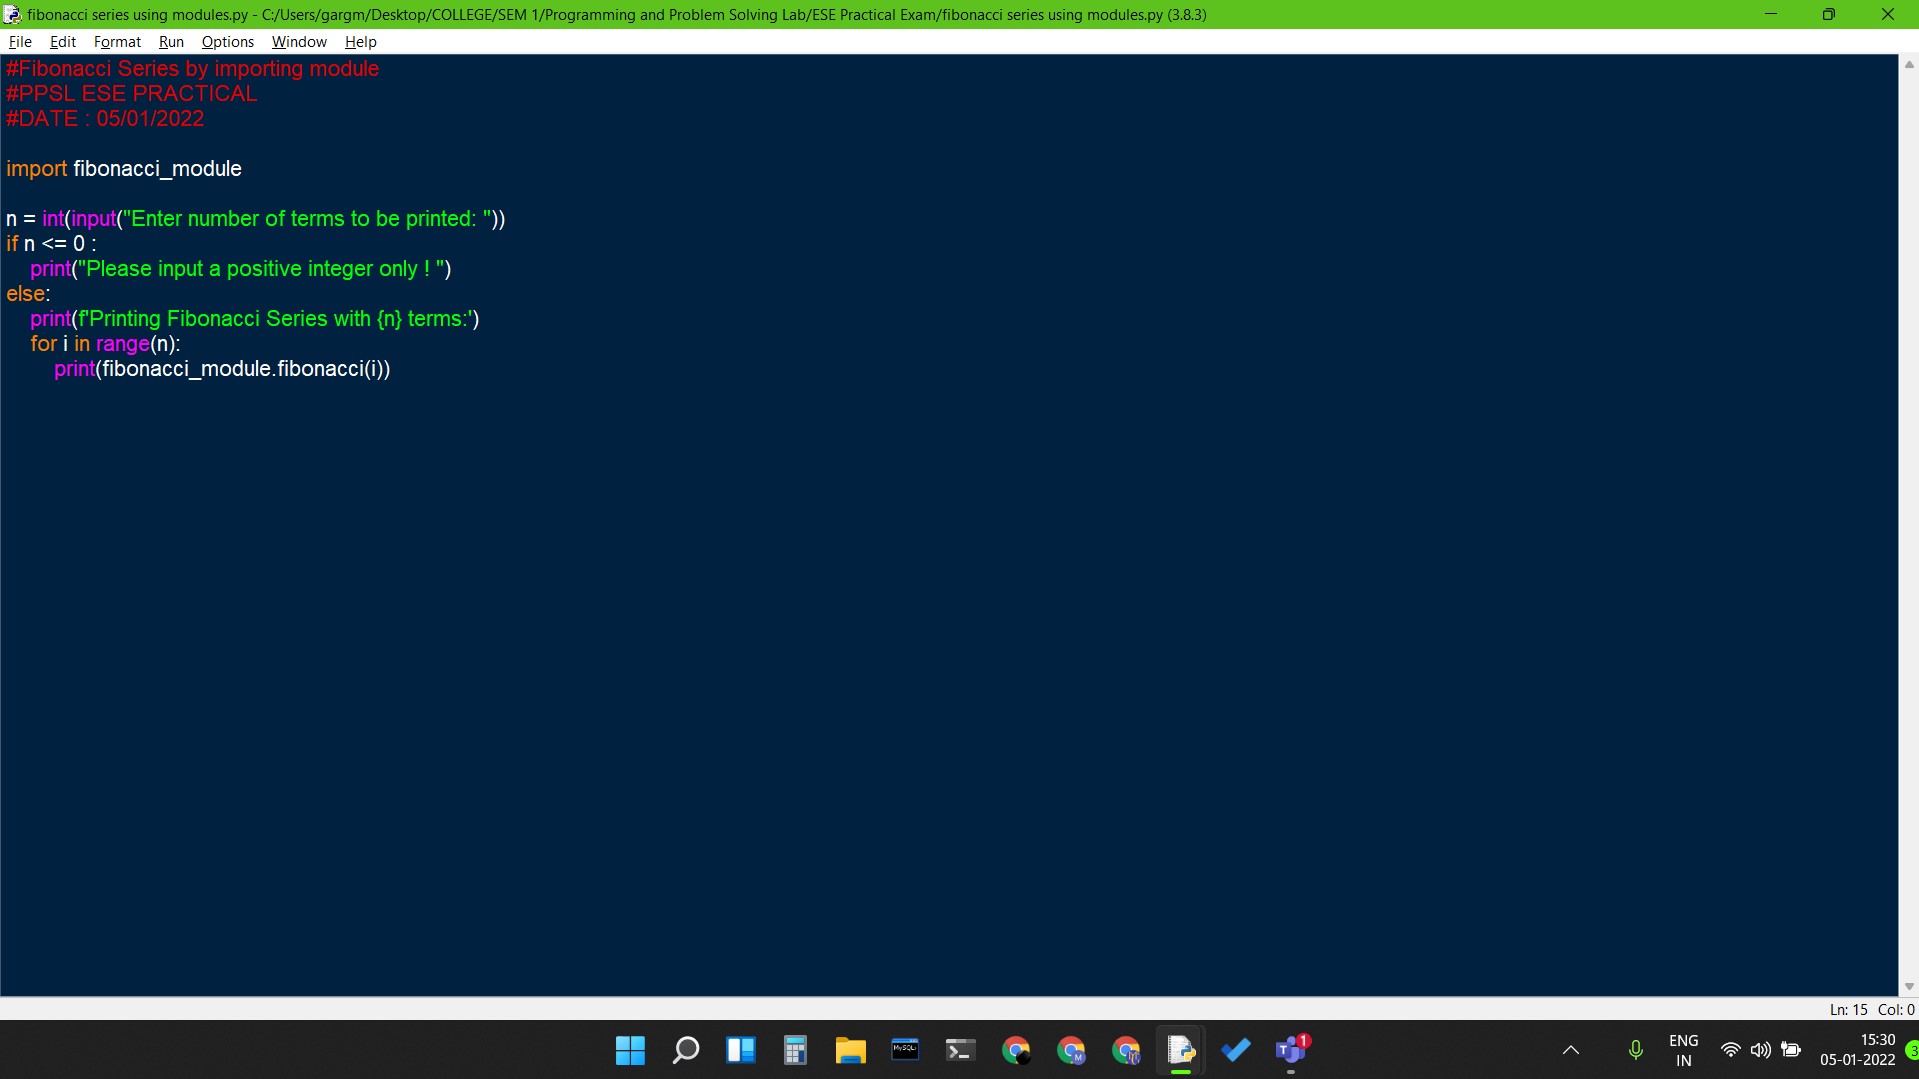 fibonacci series using modules.py - C:/Users/gargm/Desktop/COLLEGE/SEM 1/Programming and Problem Solving Lab/ESE Practical Exam/fibonacci series using modules.py (3.8.3)
File Edit Format Run Options Window Help
#Fibonacci Series by importing module
#PPSL ESE PRACTICAL
#DATE : 05/01/2022
import fibonacci_module
n = int(input("Enter number of terms to be printed: "))
if n <= 0 :
    print("Please input a positive integer only ! ")
else:
    print(f'Printing Fibonacci Series with {n} terms:')
    for i in range(n):
        print(fibonacci_module.fibonacci(i))
Ln: 15 Col: 0
MySQL>
M
T 1
ENG
IN
15:30
05-01-2022
3